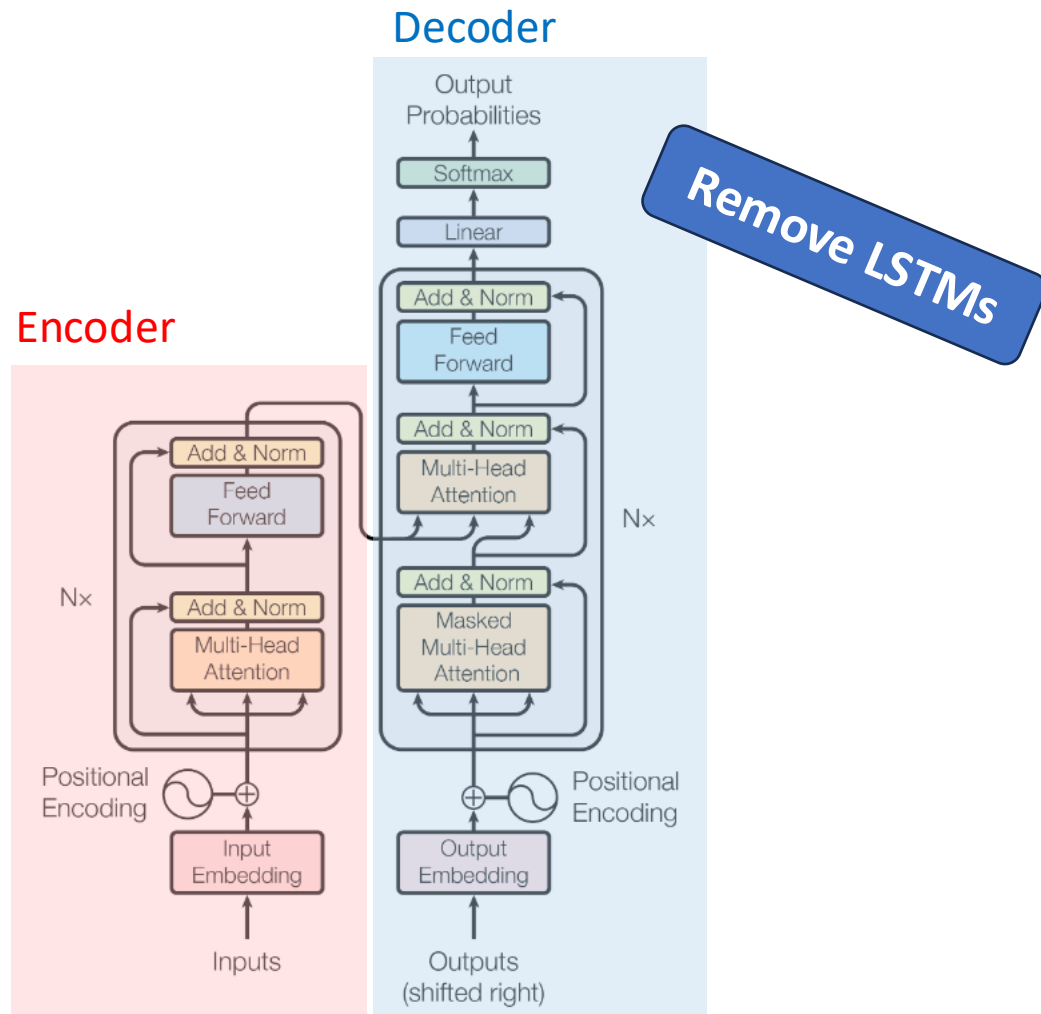 Decoder
Output
Probabilities
Softmax
Linear
Add & Norm
Feed
Forward
Add & Norm
Multi-Head
Attention
Nx
Add & Norm
Masked
Multi-Head
Attention
Positional
Encoding
Output
Embedding
Outputs
(shifted right)
Remove LSTMs
Encoder
Add & Norm
Feed
Forward
Nx
Add & Norm
Multi-Head
Attention
Positional
Encoding
Input
Embedding
Inputs